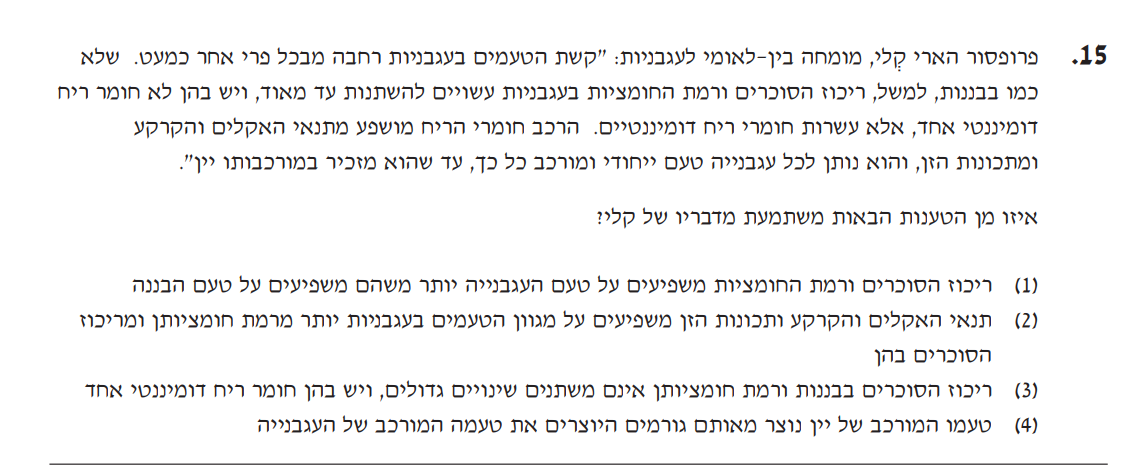 15. פרופסור הארי קְלי, מומחה בין-לאומי לעגבניות: "קשת הטעמים בעגבניות רחבה מבכל פרי אחר כמעט. שלא
כמו בבננות, למשל, ריכוז הסוכרים ורמת החומציות בעגבניות עשויים להשתנות עד מאוד, ויש בהן לא חומר ריח
דומיננטי אחד, אלא עשרות חומרי ריח דומיננטיים. הרכב חומרי הריח מושפע מתנאי האקלים והקרקע
ומתכונות הזן, והוא נותן לכל עגבנייה טעם ייחודי ומורכב כל כך, עד שהוא מזכיר במורכבותו יין".
איזו מן הטענות הבאות משתמעת מדבריו של קלי?
(1) ריכוז הסוכרים ורמת החומציות משפיעים על טעם העגבנייה יותר משהם משפיעים על טעם הבננה
(2) תנאי האקלים והקרקע ותכונות הזן משפיעים על מגוון הטעמים בעגבניות יותר מרמת חומציותן ומריכוז
הסוכרים בהן
(3) ריכוז הסוכרים בבננות ורמת חומציותן אינם משתנים שינויים גדולים, ויש בהן חומר ריח דומיננטי אחד
(4) טעמו המורכב של יין נוצר מאותם גורמים היוצרים את טעמה המורכב של העגבנייה